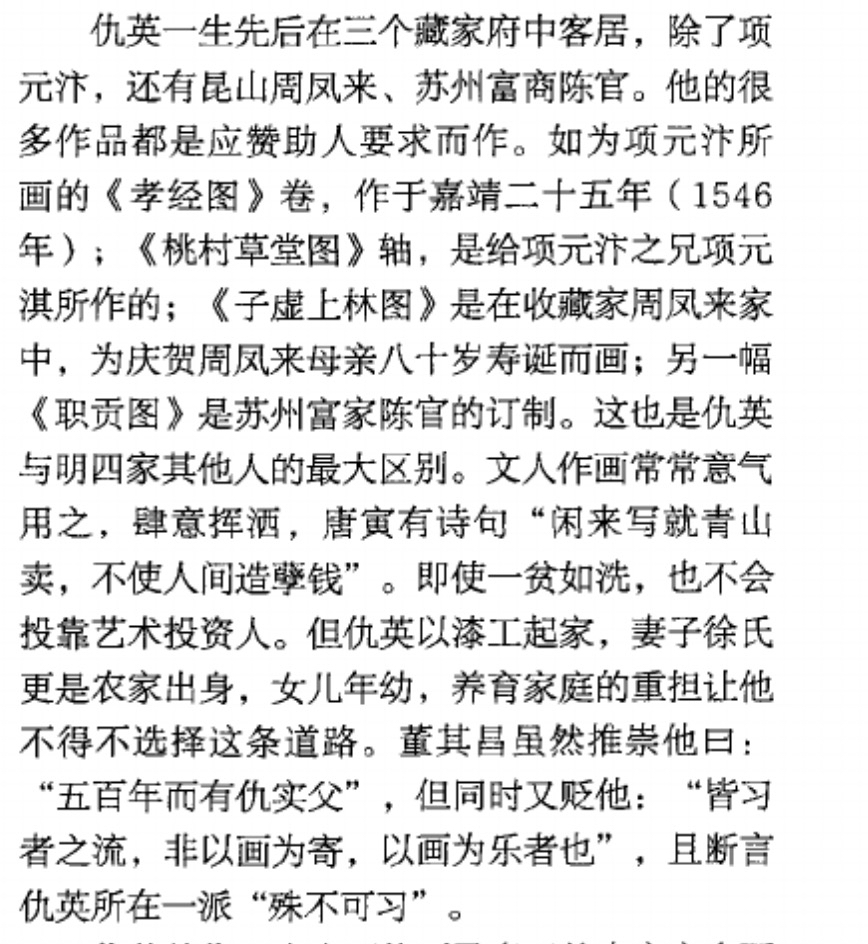 仇英一生先后在三个藏家府中客居，除了项
元汴，还有昆山周凤来、苏州富商陈官。他的很
多作品都是应赞助人要求而作。如为项元汴所
画的《孝经图》卷，作于嘉靖二十五年（1546
年）；《桃村草堂图》轴，是给项元汴之兄项元
淇所作的；《子虚上林图》是在收藏家周凤来家
中，为庆贺周凤来母亲八十岁寿诞而画；另一幅
《职贡图》是苏州富家陈官的订制。这也是仇英
与明四家其他人的最大区别。文人作画常常意气
用之，肆意挥洒，唐寅有诗句“闲来写就青山
卖，不使人间造孽钱”。即使一贫如洗，也不会
投靠艺术投资人。但仇英以漆工起家，妻子徐氏
更是农家出身，女儿年幼，养育家庭的重担让他
不得不选择这条道路。董其昌虽然推崇他曰：
“五百年而有仇实父”，但同时又贬他：“皆习
者之流，非以画为寄，以画为乐者也”，且断言
仇英所在一派“殊不可习”。